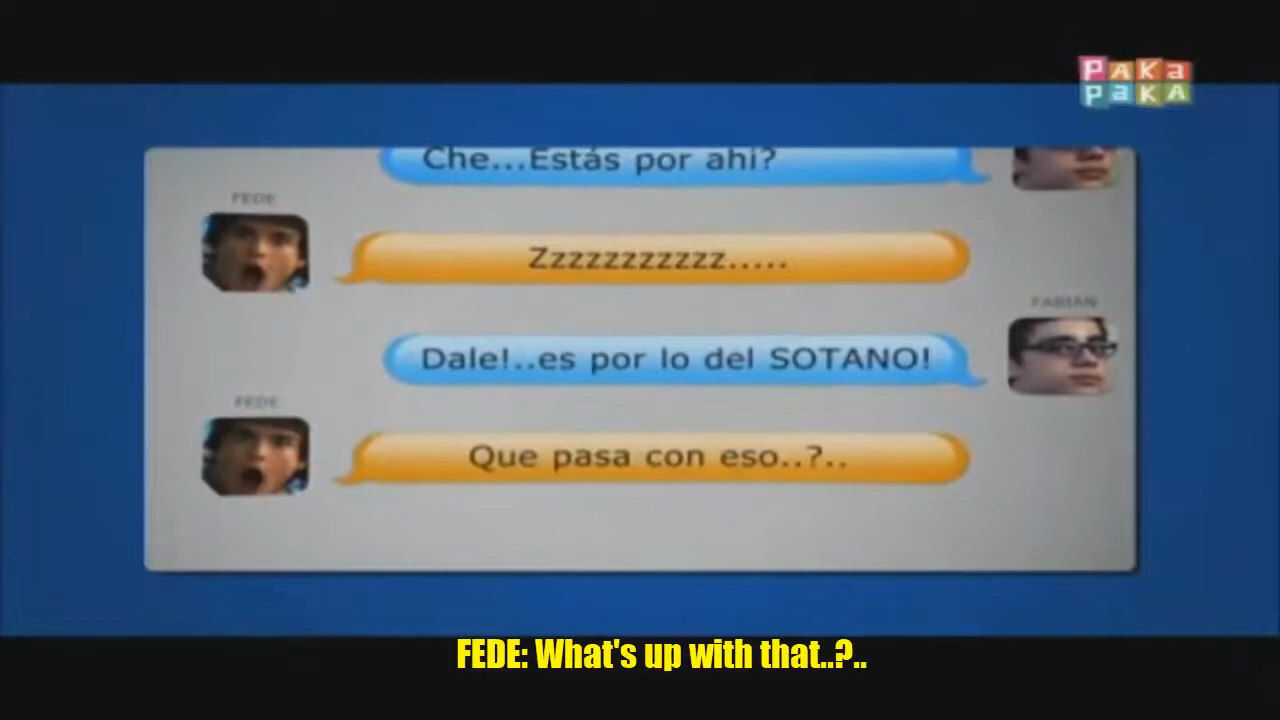 PAKa
PaKA
Che...Estás por ahi?
FEDE
Zzzzzzzzzzz.....
FABIAN
Dale!..es por lo del SOTANO!
FEDE
Que pasa con eso..?..
FEDE: What's up with that..?..